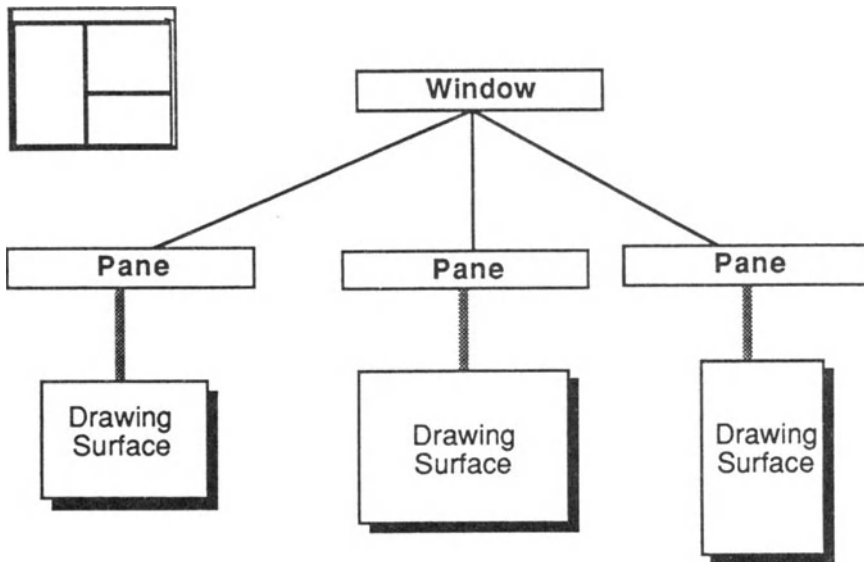 Window
Pane
Pane
Pane
Drawing
Surface
Drawing
Surface
Drawing
Surface